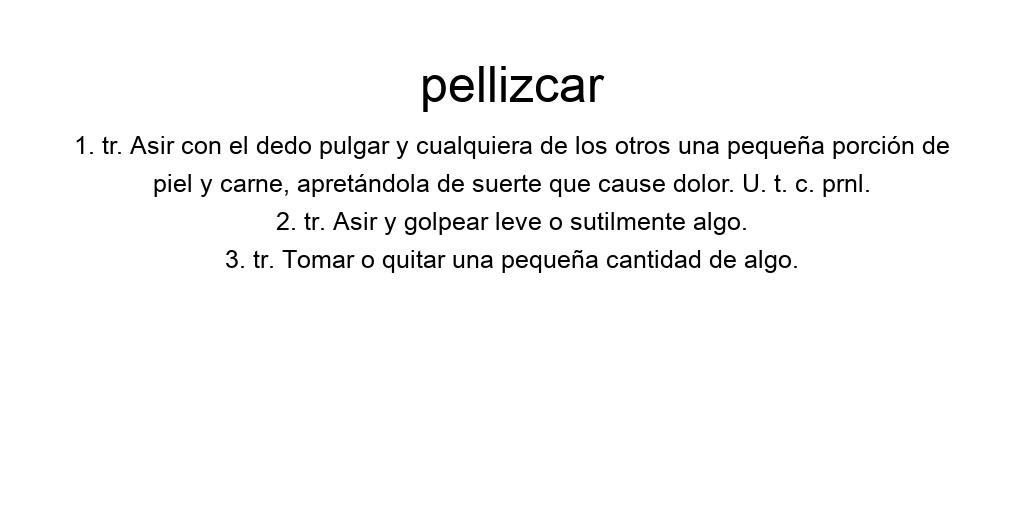 pellizcar
1. tr. Asir con el dedo pulgar y cualquiera de los otros una pequeña porción de
piel y carne, apretándola de suerte que cause dolor. U. t. c. prnl.
2. tr. Asir y golpear leve o sutilmente algo.
3. tr. Tomar o quitar una pequeña cantidad de algo.